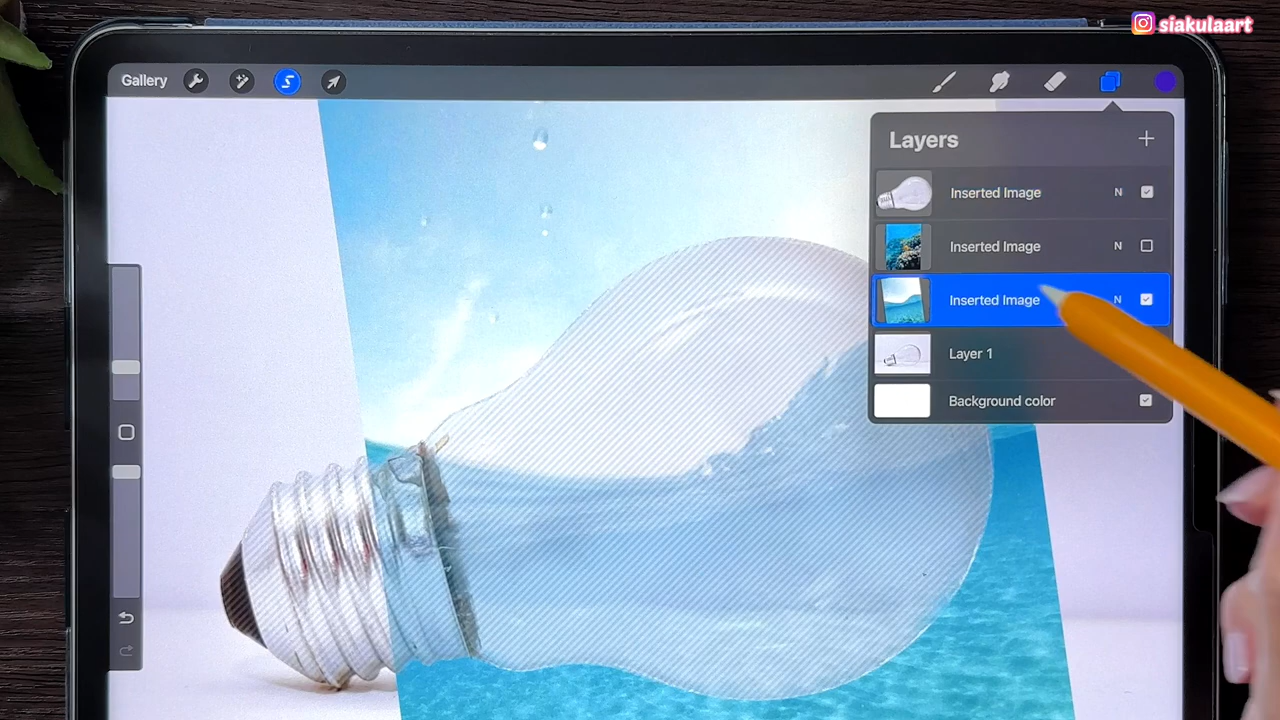 siakulaart
Gallery
Layers
Inserted Image N
Inserted Image N
Inserted Image N
Layer 1
Background color